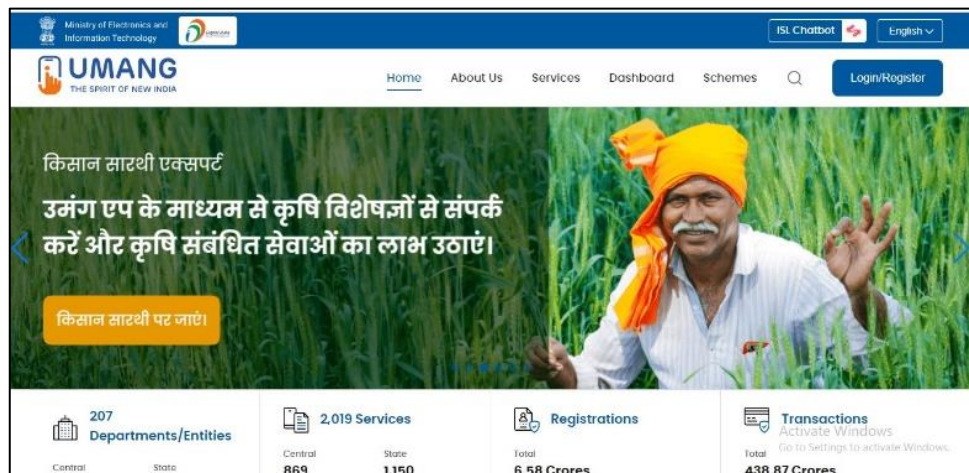 Ministry of Electronics and
Information Technology
ISL Chatbot
English
UMANG
THE SPIRIT OF NEW INDIA
Home About Us Services Dashboard Schemes
Login/Register
किसान सारथी एक्सपर्ट
उमंग एप के माध्यम से कृषि विशेषज्ञों से संपर्क
करें और कृषि संबंधित सेवाओं का लाभ उठाएं।
किसान सारथी पर जाएं।
207
Departments/Entities
Central State
2,019 Services
Central State
869 1,150
Registrations
Total
6.58 Crores
Transactions
Total
438.87 Crores
Activate Windows
Go to Settings to activate Windows.